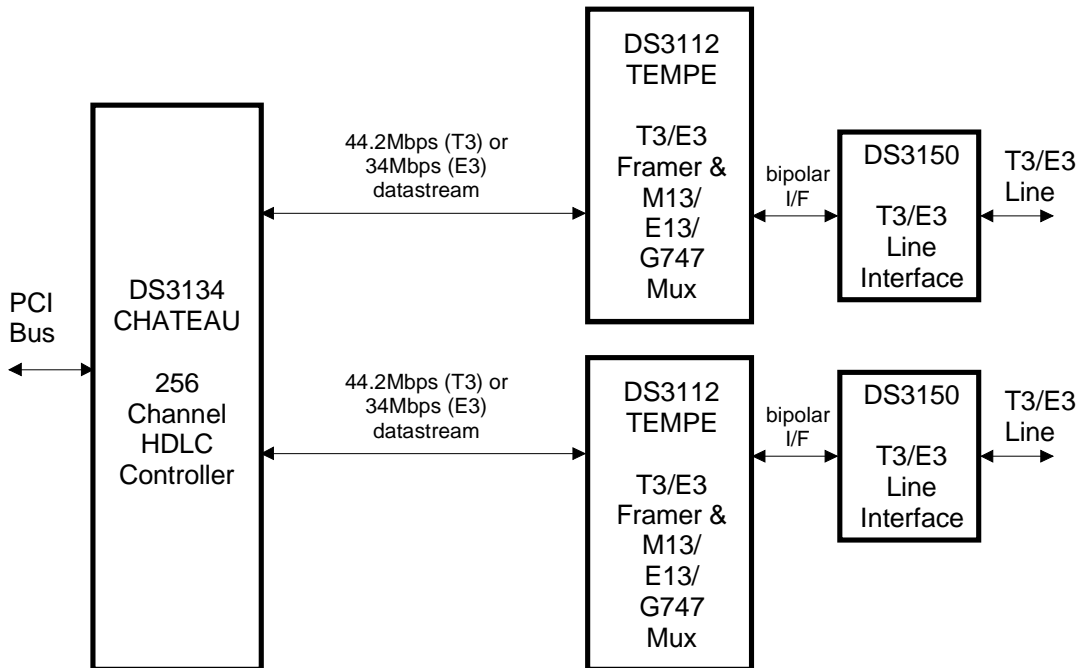 PCI
Bus
DS3134
CHATEAU
256
Channel
HDLC
Controller
44.2Mbps (T3) or
34Mbps (E3)
datastream
DS3112
TEMPE
T3/E3
Framer &
M13/
E13/
G747
Mux
bipolar
I/F
DS3150
T3/E3
Line
Interface
T3/E3
Line
44.2Mbps (T3) or
34Mbps (E3)
datastream
DS3112
TEMPE
T3/E3
Framer &
M13/
E13/
G747
Mux
bipolar
I/F
DS3150
T3/E3
Line
Interface
T3/E3
Line